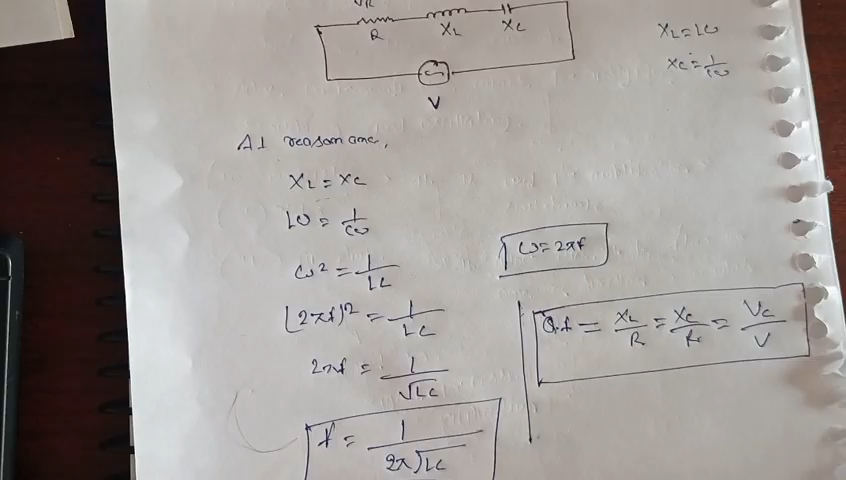 R XL XC
XL = Lω
XC = 1/Cω
V
At reasonance,
XL = XC
Lω = 1/Cω
ω² = 1/LC
ω = 2πf
(2πf)² = 1/LC
Q.f = XL/R = XC/R = VC/V
2πf = 1/√LC
f = 1/2π√LC